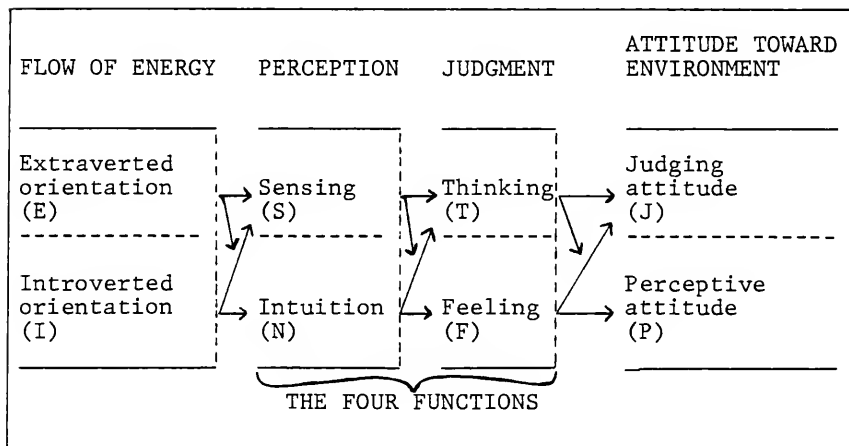 FLOW OF ENERGY PERCEPTION JUDGMENT ATTITUDE TOWARD ENVIRONMENT
Extraverted orientation (E)
Sensing (S)
Thinking (T)
Judging attitude (J)
Introverted orientation (I)
Intuition (N)
Feeling (F)
Perceptive attitude (P)
THE FOUR FUNCTIONS